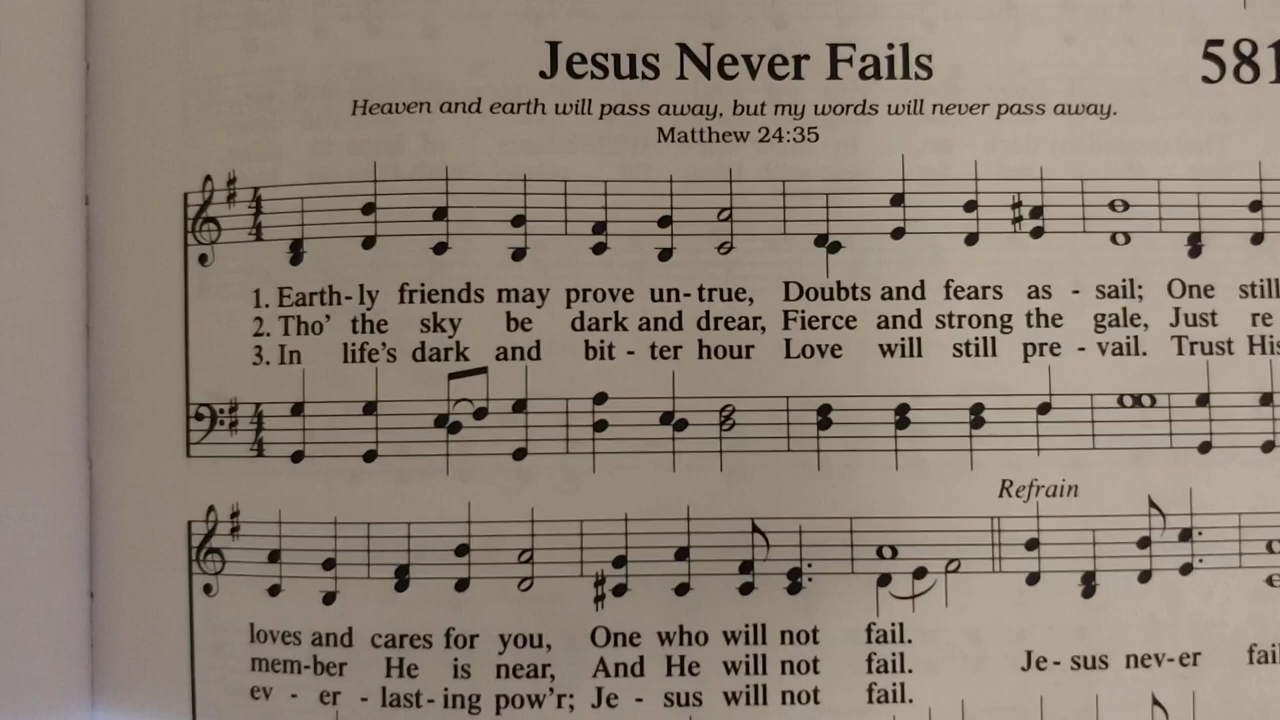 Jesus Never Fails 581
Heaven and earth will pass away, but my words will never pass away.
Matthew 24:35
1. Earth-ly friends may prove un-true, Doubts and fears as - sail; One still
2. Tho' the sky be dark and drear, Fierce and strong the gale, Just re
3. In life's dark and bit - ter hour Love will still pre - vail. Trust His
Refrain
loves and cares for you, One who will not fail.
mem-ber He is near, And He will not fail. Je - sus nev-er fail
ev - er - last-ing pow'r; Je - sus will not fail.